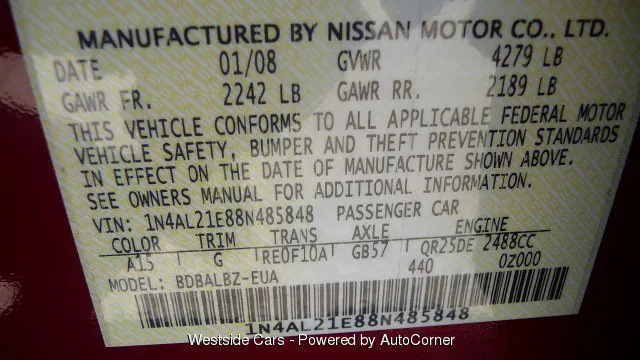 MANUFACTURED BY NISSAN MOTOR CO., LTD.
DATE 01/08 GVWR 4279 LB
GAWR FR. 2242 LB GAWR RR. 2189 LB
THIS VEHICLE CONFORMS TO ALL APPLICABLE FEDERAL MOTOR
VEHICLE SAFETY, BUMPER AND THEFT PREVENTION STANDARDS
IN EFFECT ON THE DATE OF MANUFACTURE SHOWN ABOVE.
SEE OWNERS MANUAL FOR ADDITIONAL INFORMATION.
VIN: 1N4AL21E88N485848 PASSENGER CAR
COLOR TRIM TRANS AXLE ENGINE
A15 G RE0F10A GB57 QR25DE 2488CC
MODEL: BDBALBZ-EUA 440 0Z000
1N4AL21E88N485848
Westside Cars - Powered by AutoCorner